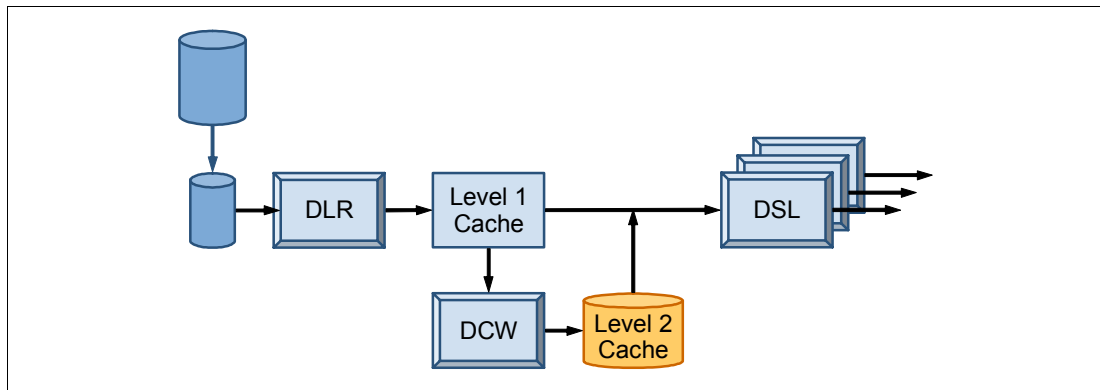 DLR
Level 1
Cache
DSL
DCW
Level 2
Cache